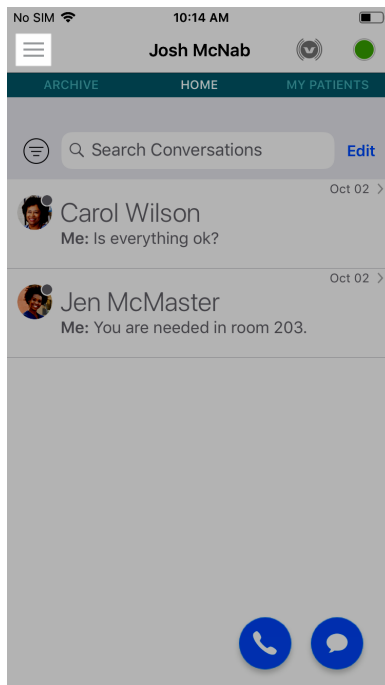 No SIM 10:14 AM
Josh McNab
ARCHIVE HOME MY PATIENTS
Search Conversations Edit
Oct 02
Carol Wilson
Me: Is everything ok?
Oct 02
Jen McMaster
Me: You are needed in room 203.